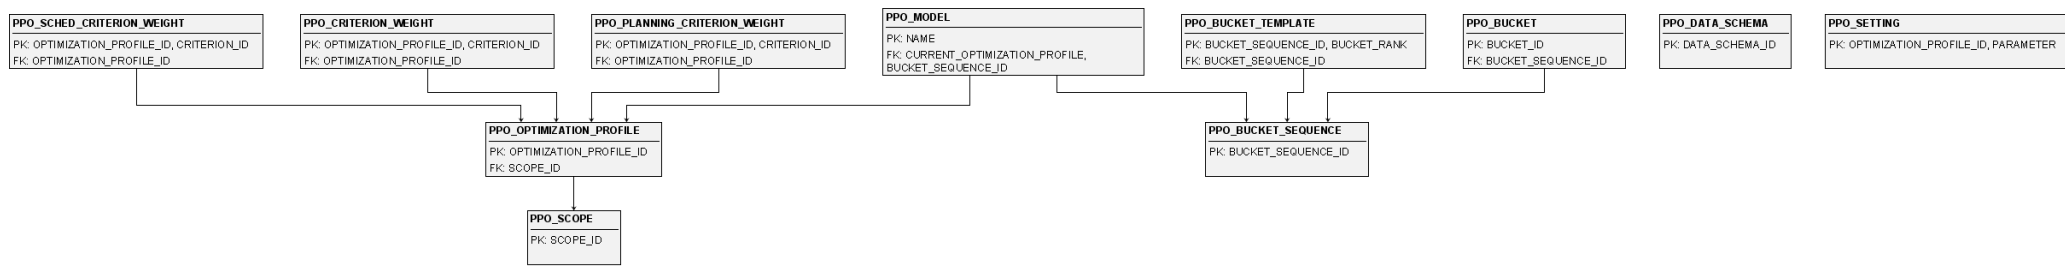 PPO_SCHED_CRITERION_WEIGHT
PK: OPTIMIZATION_PROFILE_ID, CRITERION_ID
FK: OPTIMIZATION_PROFILE_ID
PPO_CRITERION_WEIGHT
PK: OPTIMIZATION_PROFILE_ID, CRITERION_ID
FK: OPTIMIZATION_PROFILE_ID
PPO_PLANNING_CRITERION_WEIGHT
PK: OPTIMIZATION_PROFILE_ID, CRITERION_ID
FK: OPTIMIZATION_PROFILE_ID
PPO_MODEL
PK: NAME
FK: CURRENT_OPTIMIZATION_PROFILE,
BUCKET_SEQUENCE_ID
PPO_BUCKET_TEMPLATE
PK: BUCKET_SEQUENCE_ID, BUCKET_RANK
FK: BUCKET_SEQUENCE_ID
PPO_BUCKET
PK: BUCKET_ID
FK: BUCKET_SEQUENCE_ID
PPO_DATA_SCHEMA
PK: DATA_SCHEMA_ID
PPO_SETTING
PK: OPTIMIZATION_PROFILE_ID, PARAMETER
PPO_OPTIMIZATION_PROFILE
PK: OPTIMIZATION_PROFILE_ID
FK: SCOPE_ID
PPO_BUCKET_SEQUENCE
PK: BUCKET_SEQUENCE_ID
PPO_SCOPE
PK: SCOPE_ID